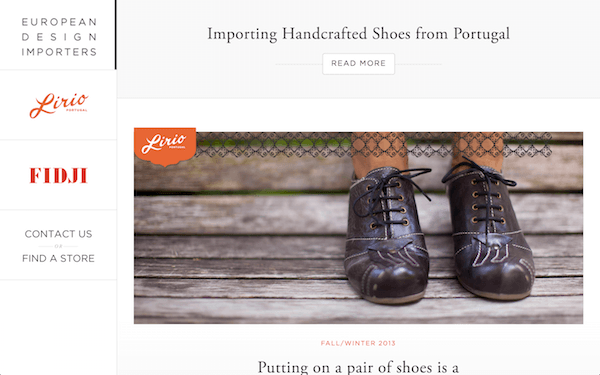 EUROPEAN
DESIGN
IMPORTERS
Lirio
PORTUGAL
FIDJI
CONTACT US
OR
FIND A STORE
Importing Handcrafted Shoes from Portugal
READ MORE
Lirio
PORTUGAL
FALL/WINTER 2013
Putting on a pair of shoes is a